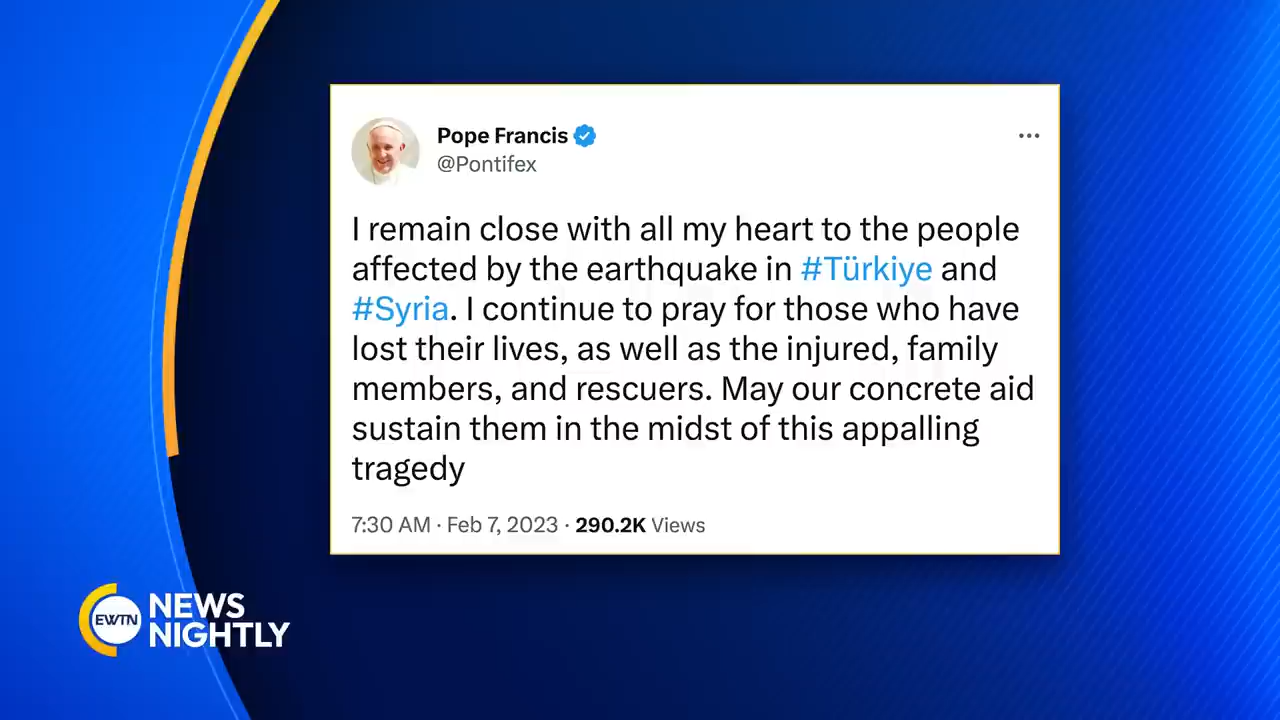 Pope Francis
@Pontifex
I remain close with all my heart to the people
affected by the earthquake in #Türkiye and
#Syria. I continue to pray for those who have
lost their lives, as well as the injured, family
members, and rescuers. May our concrete aid
sustain them in the midst of this appalling
tragedy
7:30 AM · Feb 7, 2023 · 290.2K Views
EWTN
NEWS
NIGHTLY